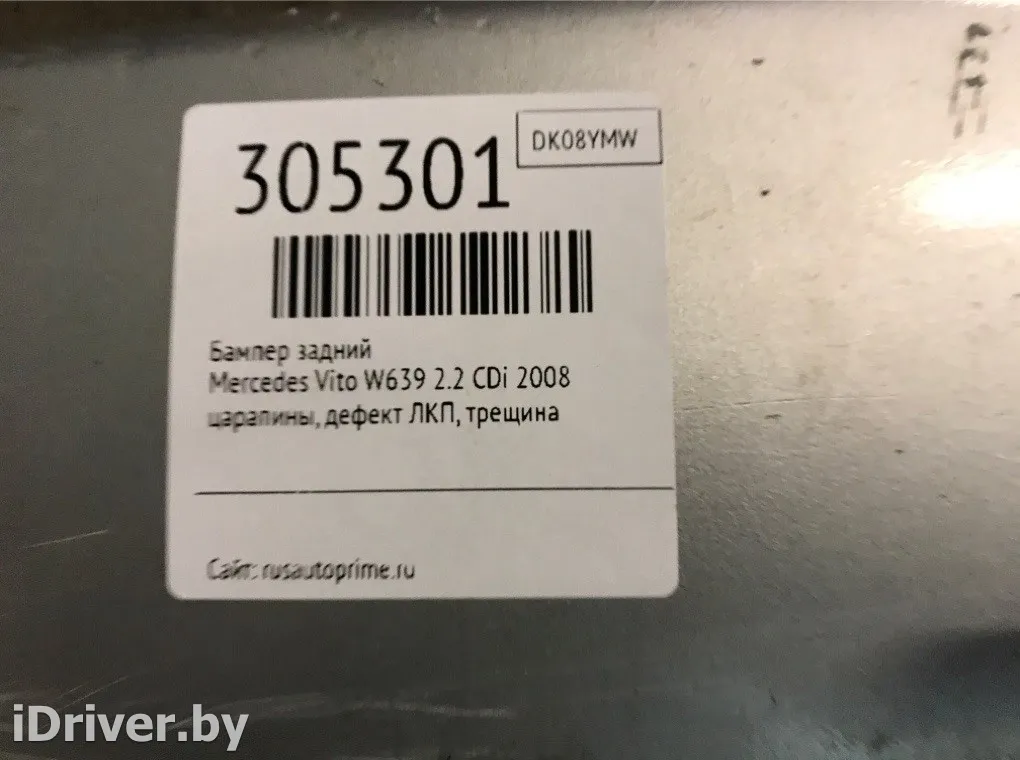 305301
DK08YMW
Бампер задний
Mercedes Vito W639 2.2 CDi 2008
царапины, дефект ЛКП, трещина
Сайт: rusautoprime.ru
iDriver.by